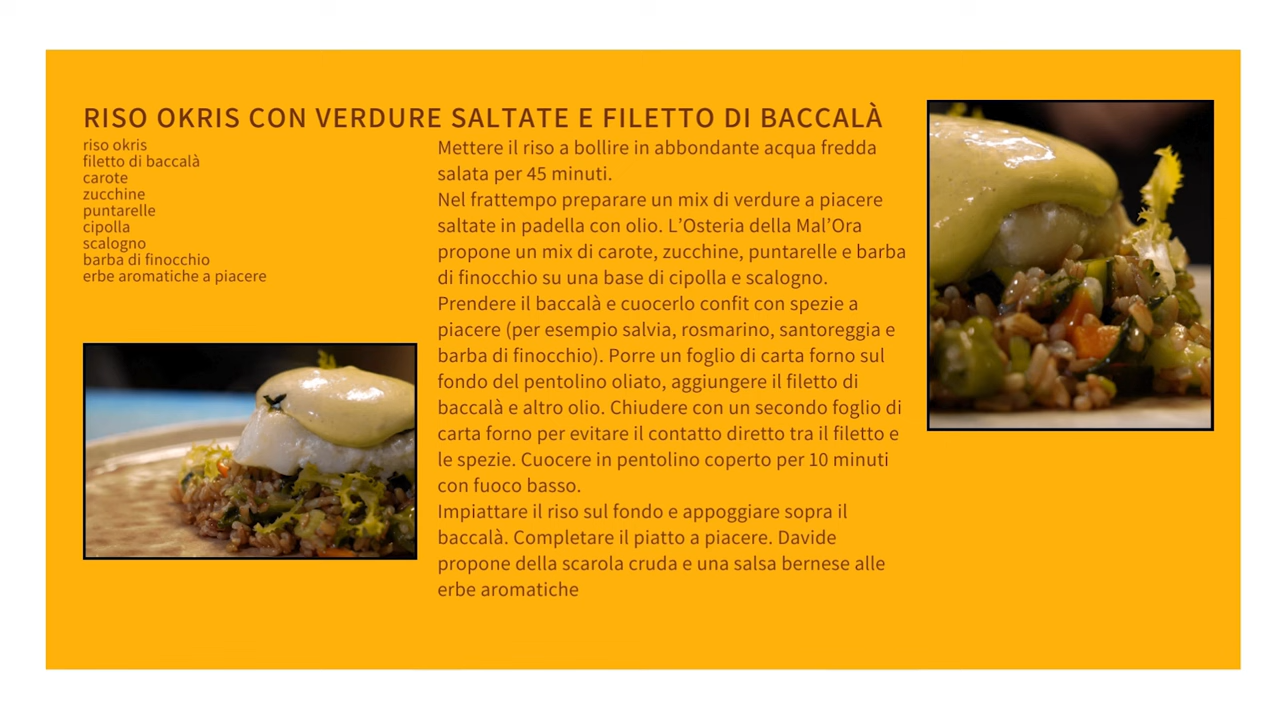 RISO OKRIS CON VERDURE SALTATE E FILETTO DI BACCALÀ
riso okris
filetto di baccalà
carote
zucchine
puntarelle
cipolla
scalogno
barba di finocchio
erbe aromatiche a piacere
Mettere il riso a bollire in abbondante acqua fredda
salata per 45 minuti.
Nel frattempo preparare un mix di verdure a piacere
saltate in padella con olio. L’Osteria della Mal’Ora
propone un mix di carote, zucchine, puntarelle e barba
di finocchio su una base di cipolla e scalogno.
Prendere il baccalà e cuocerlo confit con spezie a
piacere (per esempio salvia, rosmarino, santoreggia e
barba di finocchio). Porre un foglio di carta forno sul
fondo del pentolino oliato, aggiungere il filetto di
baccalà e altro olio. Chiudere con un secondo foglio di
carta forno per evitare il contatto diretto tra il filetto e
le spezie. Cuocere in pentolino coperto per 10 minuti
con fuoco basso.
Impiattare il riso sul fondo e appoggiare sopra il
baccalà. Completare il piatto a piacere. Davide
propone della scarola cruda e una salsa bernese alle
erbe aromatiche